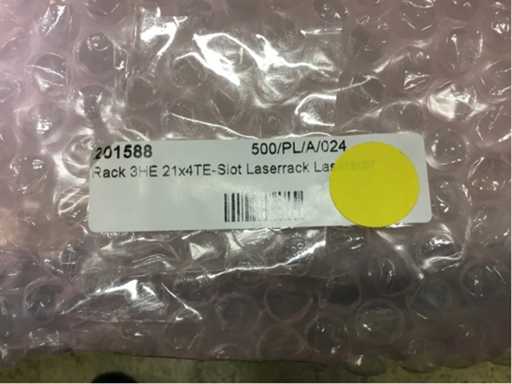 201588 500/PL/A/024
Rack 3HE 21x4TE-Slot Laserrack